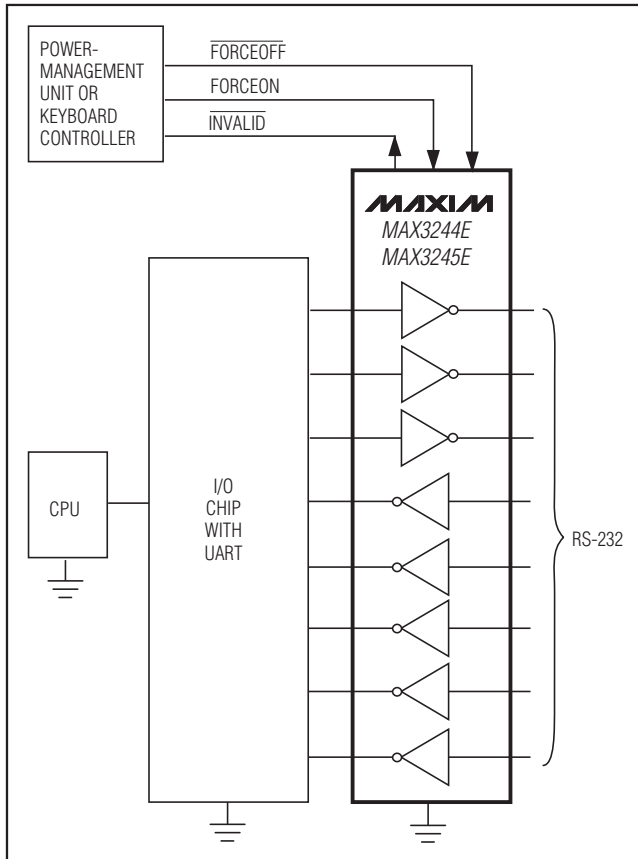 POWER-
MANAGEMENT
UNIT OR
KEYBOARD
CONTROLLER
FORCEOFF
FORCEON
INVALID
MAXIM
MAX3244E
MAX3245E
CPU
I/O
CHIP
WITH
UART
RS-232